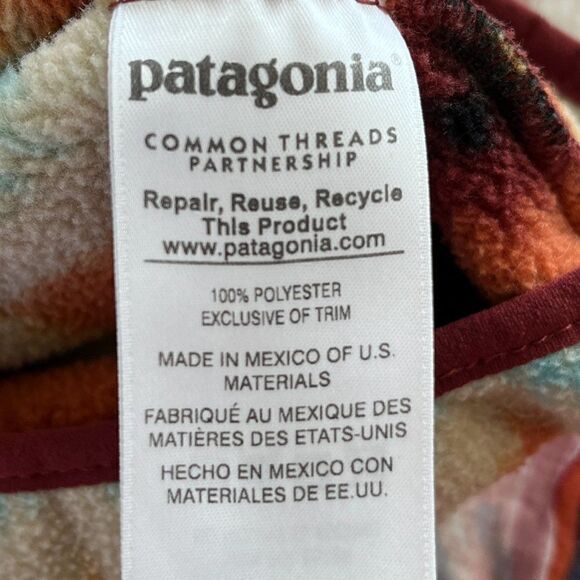 patagonia®
COMMON THREADS
PARTNERSHIP
Repair, Reuse, Recycle
This Product
www.patagonia.com
100% POLYESTER
EXCLUSIVE OF TRIM
MADE IN MEXICO OF U.S.
MATERIALS
FABRIQUÉ AU MEXIQUE DES
MATIÈRES DES ETATS-UNIS
HECHO EN MEXICO CON
MATERIALES DE EE.UU.